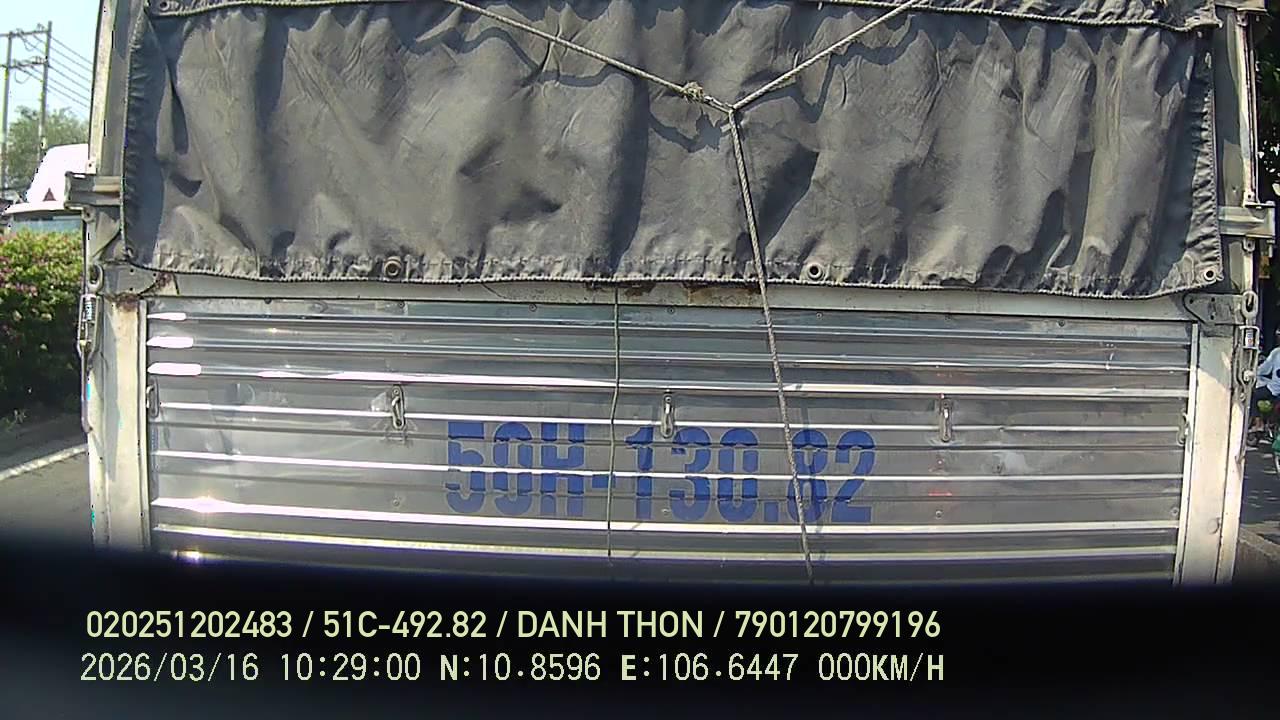 50H-130.82
020251202483 / 51C-492.82 / DANH THON / 790120799196
2026/03/16 10:29:00 N:10.8596 E:106.6447 000KM/H